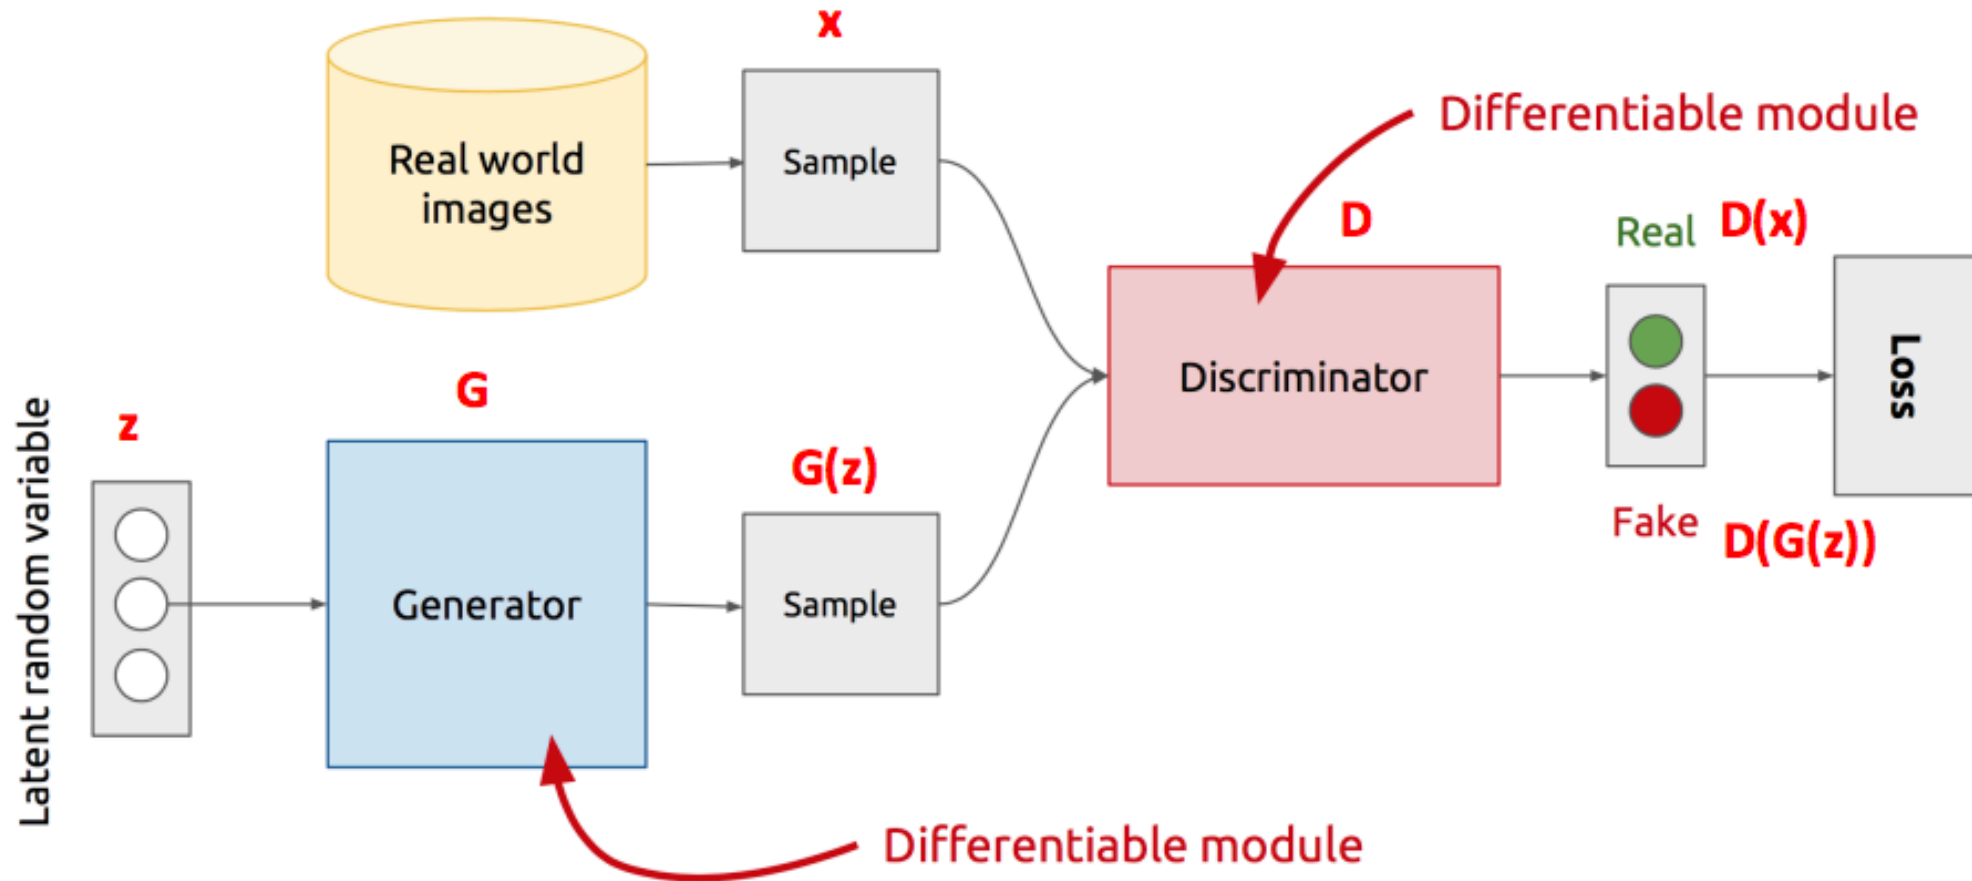 x
Real world
images
Sample
Differentiable module
D
Real
D(x)
Discriminator
Loss
Latent random variable
z
G
G(z)
Generator
Sample
Fake
D(G(z))
Differentiable module